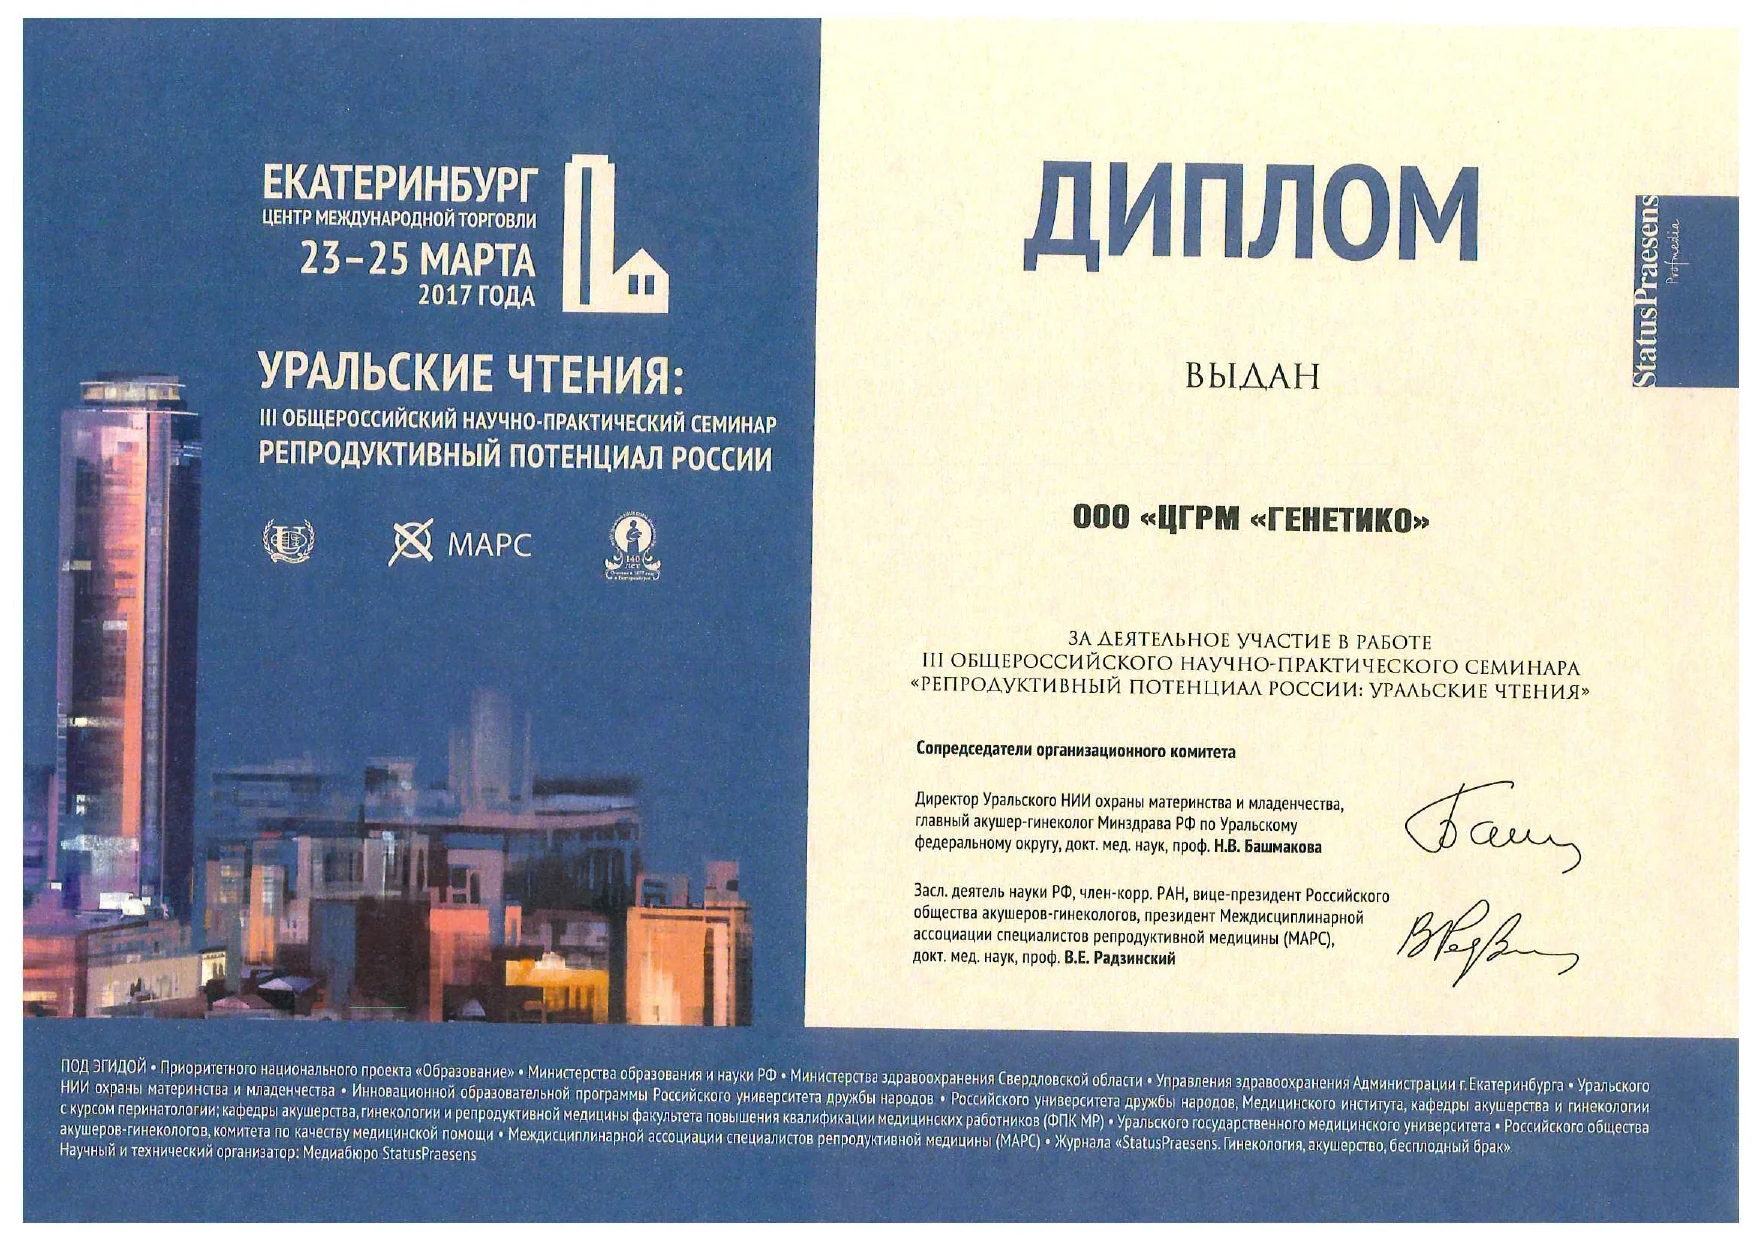 ЕКАТЕРИНБУРГ
ЦЕНТР МЕЖДУНАРОДНОЙ ТОРГОВЛИ
23–25 МАРТА
2017 ГОДА
УРАЛЬСКИЕ ЧТЕНИЯ:
III ОБЩЕРОССИЙСКИЙ НАУЧНО-ПРАКТИЧЕСКИЙ СЕМИНАР
РЕПРОДУКТИВНЫЙ ПОТЕНЦИАЛ РОССИИ
МАРС
140
ЛЕТ
ДИПЛОМ
StatusPraesens
Profmedia
ВЫДАН
ООО «ЦГРМ «ГЕНЕТИКО»
ЗА ДЕЯТЕЛЬНОЕ УЧАСТИЕ В РАБОТЕ
III ОБЩЕРОССИЙСКОГО НАУЧНО-ПРАКТИЧЕСКОГО СЕМИНАРА
«РЕПРОДУКТИВНЫЙ ПОТЕНЦИАЛ РОССИИ: УРАЛЬСКИЕ ЧТЕНИЯ»
Сопредседатели организационного комитета
Директор Уральского НИИ охраны материнства и младенчества,
главный акушер-гинеколог Минздрава РФ по Уральскому
федеральному округу, докт. мед. наук, проф. Н.В. Башмакова
Засл. деятель науки РФ, член-корр. РАН, вице-президент Российского
общества акушеров-гинекологов, президент Междисциплинарной
ассоциации специалистов репродуктивной медицины (МАРС),
докт. мед. наук, проф. В.Е. Радзинский
ПОД ЭГИДОЙ • Приоритетного национального проекта «Образование» • Министерства образования и науки РФ • Министерства здравоохранения Свердловской области • Управления здравоохранения Администрации г. Екатеринбурга • Уральского
НИИ охраны материнства и младенчества • Инновационной образовательной программы Российского университета дружбы народов • Российского университета дружбы народов, Медицинского института, кафедры акушерства и гинекологии
с курсом перинатологии; кафедры акушерства, гинекологии и репродуктивной медицины факультета повышения квалификации медицинских работников (ФПК МР) • Уральского государственного медицинского университета • Российского общества
акушеров-гинекологов, комитета по качеству медицинской помощи • Междисциплинарной ассоциации специалистов репродуктивной медицины (МАРС) • Журнала «StatusPraesens. Гинекология, акушерство, бесплодный брак»
Научный и технический организатор: Медиабюро StatusPraesens